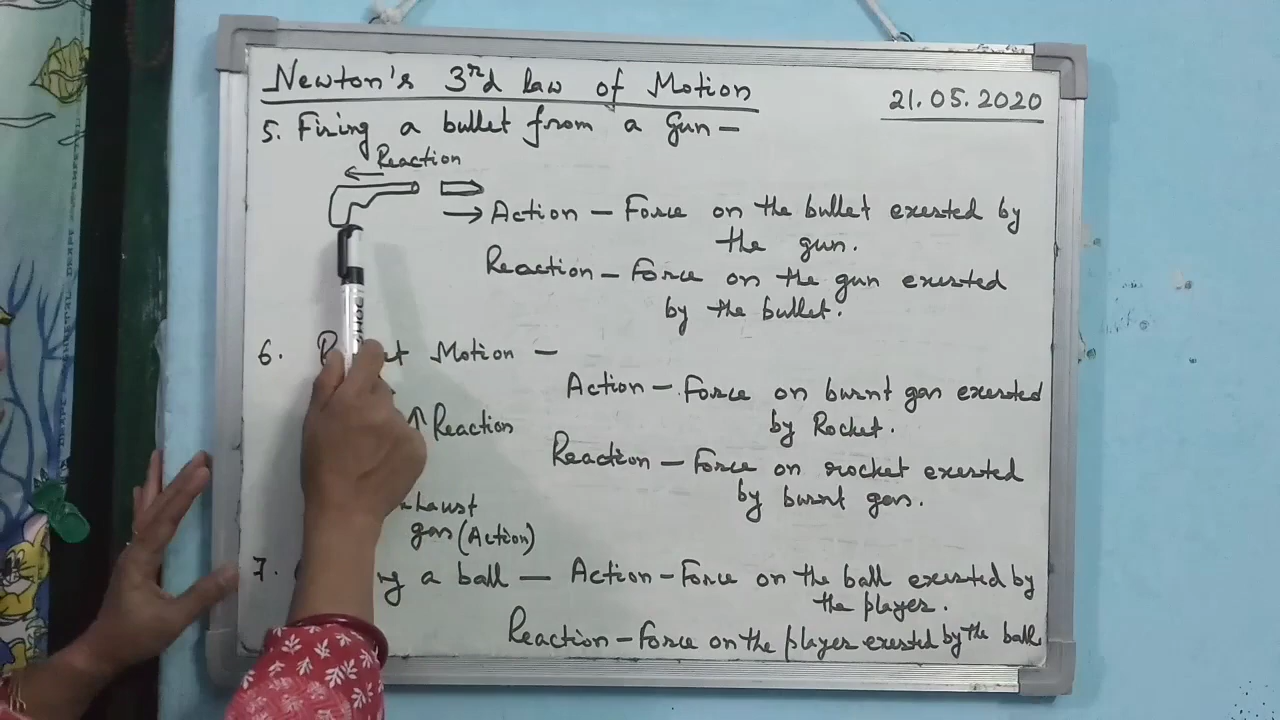 Newton's 3rd law of Motion
21.05.2020
5. Firing a bullet from a Gun –
Reaction
Action – Force on the bullet exerted by
the gun.
Reaction – Force on the gun exerted
by the bullet.
6. Motion –
Action – Force on burnt gas exerted
by Rocket.
Reaction
Reaction – Force on rocket exerted
by burnt gas.
haust
gas (Action)
7. a ball – Action – Force on the ball exerted by
the player.
Reaction – Force on the player exerted by the ball